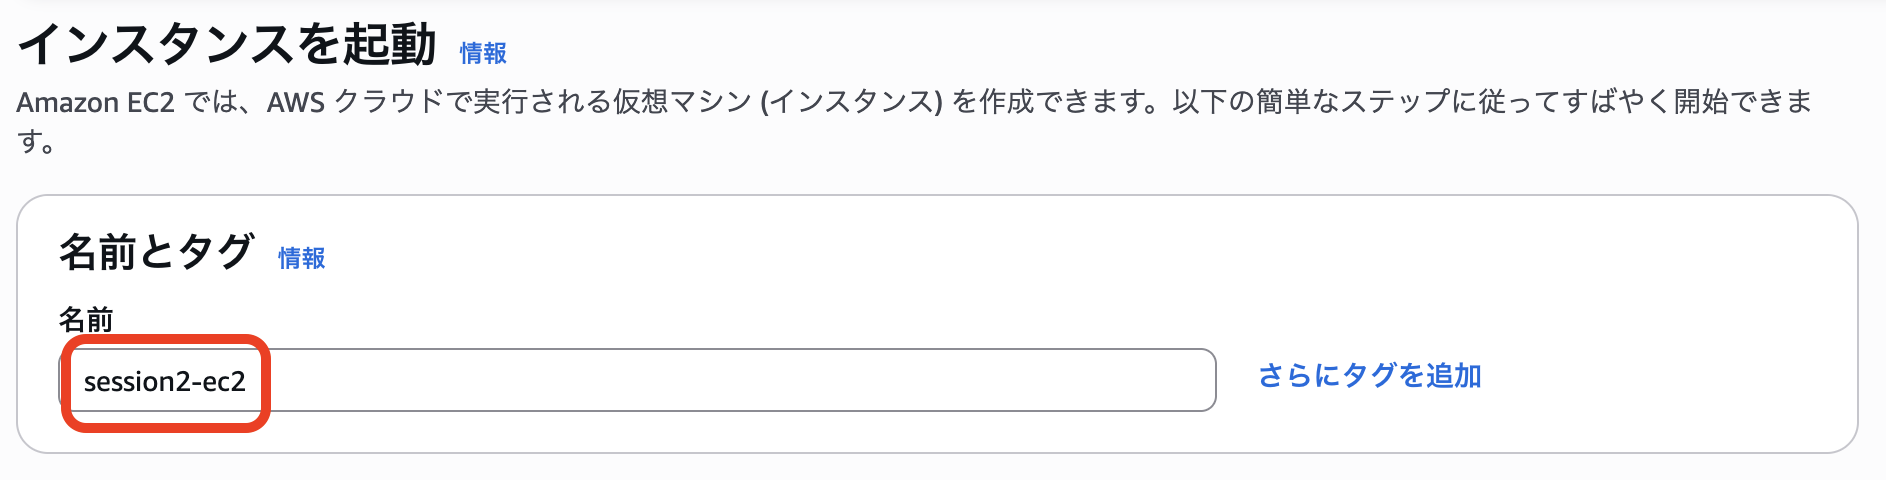 インスタンスを起動 情報
Amazon EC2 では、AWS クラウドで実行される仮想マシン (インスタンス) を作成できます。以下の簡単なステップに従ってすばやく開始できま
す。
名前とタグ 情報
名前
session2-ec2 さらにタグを追加